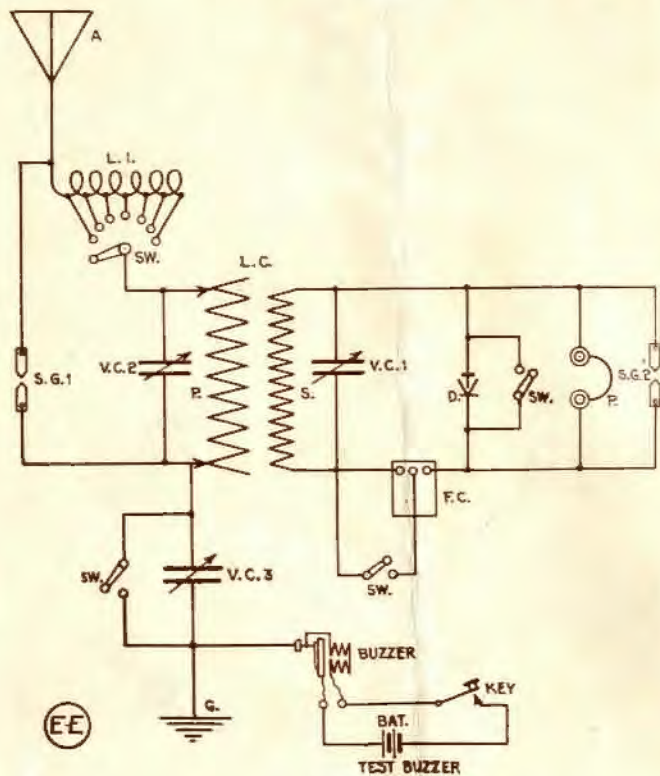 A
L.I.
SW.
L.C.
S.G.1
V.C.2
P.
S.
V.C.1
D.
SW.
P.
S.G.2
F.C.
SW.
SW.
V.C.3
BUZZER
KEY
G.
BAT.
TEST BUZZER
E-E